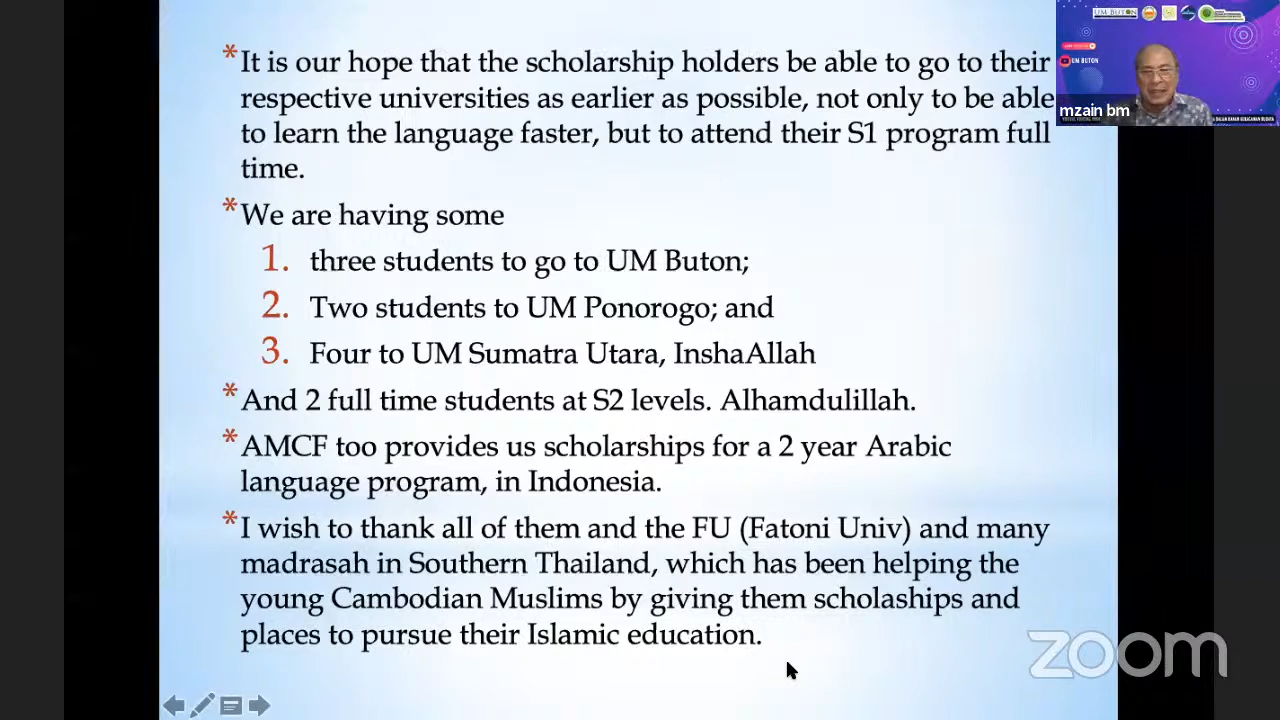 * It is our hope that the scholarship holders be able to go to their
respective universities as earlier as possible, not only to be able
to learn the language faster, but to attend their S1 program full
time.
* We are having some
1. three students to go to UM Buton;
2. Two students to UM Ponorogo; and
3. Four to UM Sumatra Utara, InshaAllah
* And 2 full time students at S2 levels. Alhamdulillah.
* AMCF too provides us scholarships for a 2 year Arabic
language program, in Indonesia.
* I wish to thank all of them and the FU (Fatoni Univ) and many
madrasah in Southern Thailand, which has been helping the
young Cambodian Muslims by giving them scholaships and
places to pursue their Islamic education.
UM BUTON
UM BUTON
mzain bm
zoom